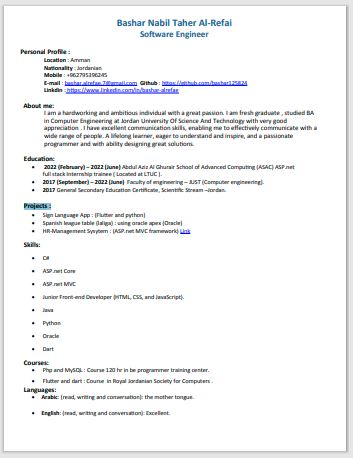 Bashar Nabil Taher Al-Refai
Software Engineer
Personal Profile :
Location : Amman
Nationality : Jordanian
Mobile : +962795396245
E-mail : bashar.alrefae.7@gmail.com Github : https://github.com/bashar125824
Linkdin : https://www.linkedin.com/in/bashar-alrefae
About me:
I am a hardworking and ambitious individual with a great passion. I am fresh graduate , studied BA
in Computer Engineering at Jordan University Of Science And Technology with very good
appreciation . I have excellent communication skills, enabling me to effectively communicate with a
wide range of people. A lifelong learner, eager to understand and inspire, and a passionate
programmer with ability designing great solutions.
Education:
• 2022 (February) – 2022 (June) Abdul Aziz Al Ghurair School of Advanced Computing (ASAC) ASP.net
full stack Internship trainee ( Located at LTUC ).
• 2017 (September) – 2022 (June) Faculty of engineering – JUST (Computer engineering).
• 2017 General Secondary Education Certificate, Scientific Stream –Jordan.
Projects :
• Sign Language App : (Flutter and python)
• Spanish league table (laliga) : using oracle apex (Oracle)
• HR-Management Sysytem : (ASP.net MVC framework) Link
Skills:
• C#
• ASP.net Core
• ASP.net MVC
• Junior Front-end Developer (HTML, CSS, and JavaScript).
• Java
• Python
• Oracle
• Dart
Courses:
• Php and MySQL : Course 120 hr in be programmer training center.
• Flutter and dart : Course in Royal Jordanian Society for Computers .
Languages:
• Arabic: (read, writing and conversation): the mother tongue.
• English: (read, writing and conversation): Excellent.